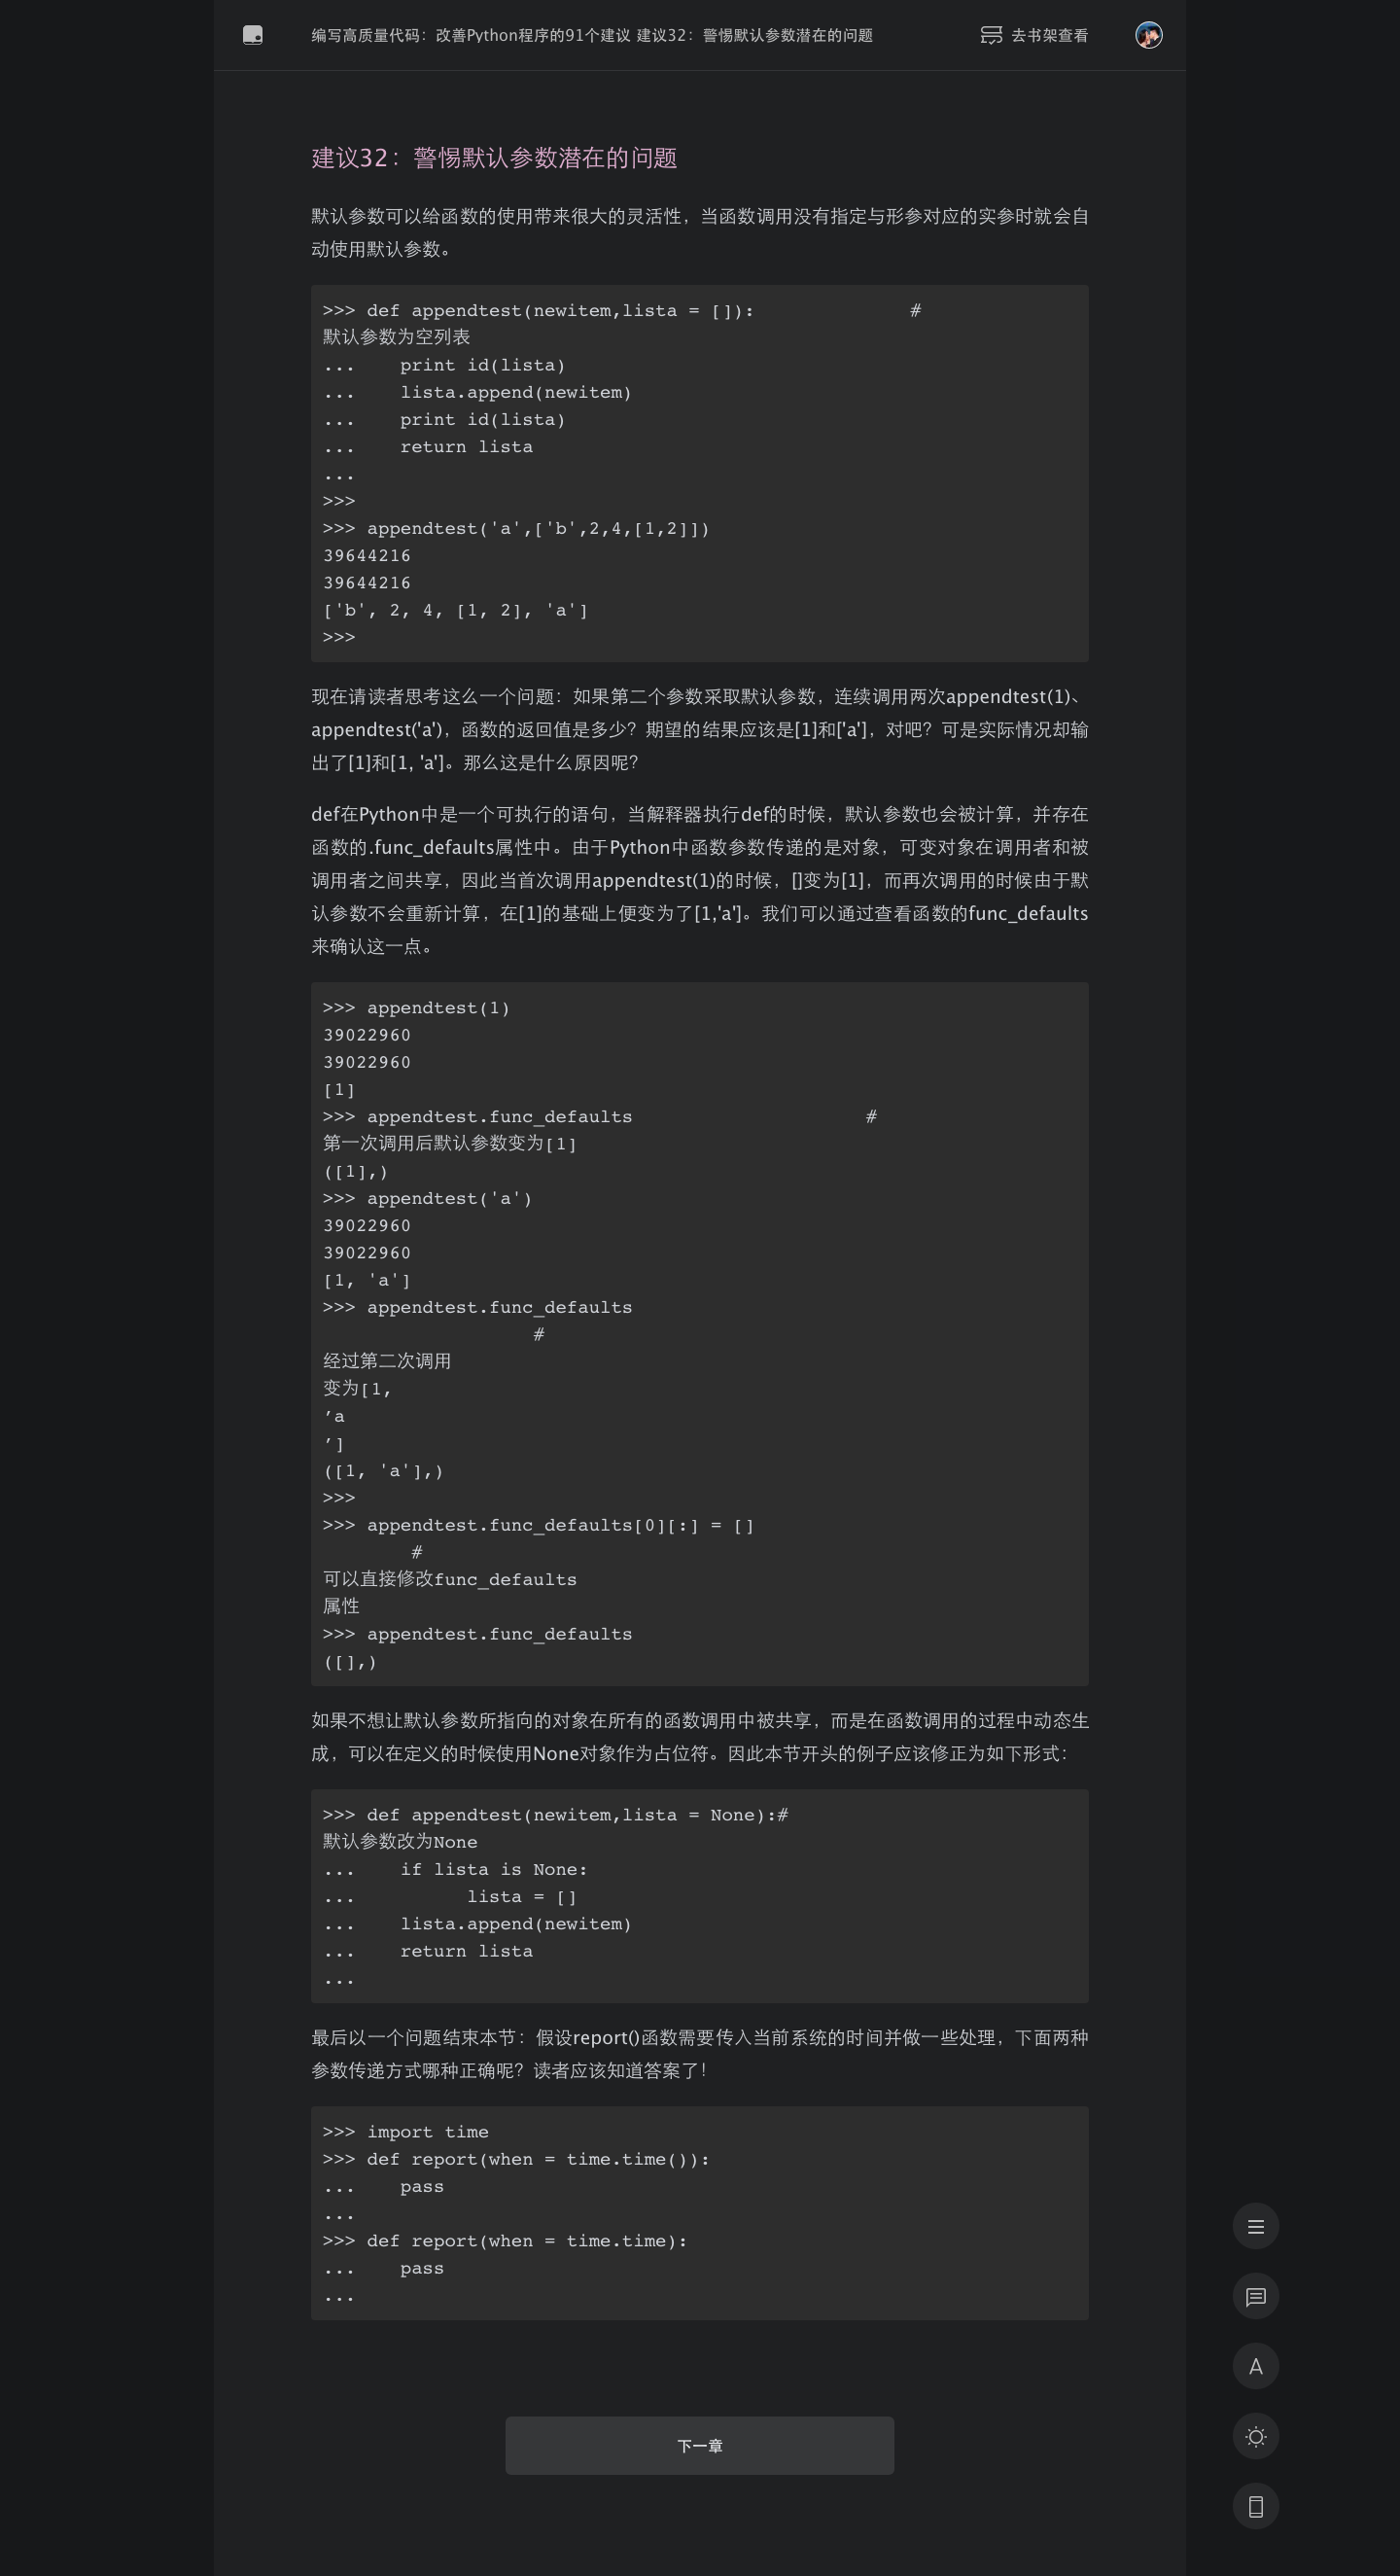 编写高质量代码：改善Python程序的91个建议 建议32：警惕默认参数潜在的问题
去书架查看
建议32：警惕默认参数潜在的问题
默认参数可以给函数的使用带来很大的灵活性，当函数调用没有指定与形参对应的实参时就会自
动使用默认参数。
>>> def appendtest(newitem,lista = []):              #
默认参数为空列表
...    print id(lista)
...    lista.append(newitem)
...    print id(lista)
...    return lista
...
>>>
>>> appendtest('a',['b',2,4,[1,2]])
39644216
39644216
['b', 2, 4, [1, 2], 'a']
>>>
现在请读者思考这么一个问题：如果第二个参数采取默认参数，连续调用两次appendtest(1)、
appendtest('a')，函数的返回值是多少？期望的结果应该是[1]和['a']，对吧？可是实际情况却输
出了[1]和[1, 'a']。那么这是什么原因呢？
def在Python中是一个可执行的语句，当解释器执行def的时候，默认参数也会被计算，并存在
函数的.func_defaults属性中。由于Python中函数参数传递的是对象，可变对象在调用者和被
调用者之间共享，因此当首次调用appendtest(1)的时候，[]变为[1]，而再次调用的时候由于默
认参数不会重新计算，在[1]的基础上便变为了[1,'a']。我们可以通过查看函数的func_defaults
来确认这一点。
>>> appendtest(1)
39022960
39022960
[1]
>>> appendtest.func_defaults                     #
第一次调用后默认参数变为[1]
([1],)
>>> appendtest('a')
39022960
39022960
[1, 'a']
>>> appendtest.func_defaults
                   #
经过第二次调用
变为[1,
’a
’]
([1, 'a'],)
>>>
>>> appendtest.func_defaults[0][:] = []
        #
可以直接修改func_defaults
属性
>>> appendtest.func_defaults
([],)
如果不想让默认参数所指向的对象在所有的函数调用中被共享，而是在函数调用的过程中动态生
成，可以在定义的时候使用None对象作为占位符。因此本节开头的例子应该修正为如下形式：
>>> def appendtest(newitem,lista = None):#
默认参数改为None
...    if lista is None:
...          lista = []
...    lista.append(newitem)
...    return lista
...
最后以一个问题结束本节：假设report()函数需要传入当前系统的时间并做一些处理，下面两种
参数传递方式哪种正确呢？读者应该知道答案了！
>>> import time
>>> def report(when = time.time()):
...    pass
...
>>> def report(when = time.time):
...    pass
...
A
下一章